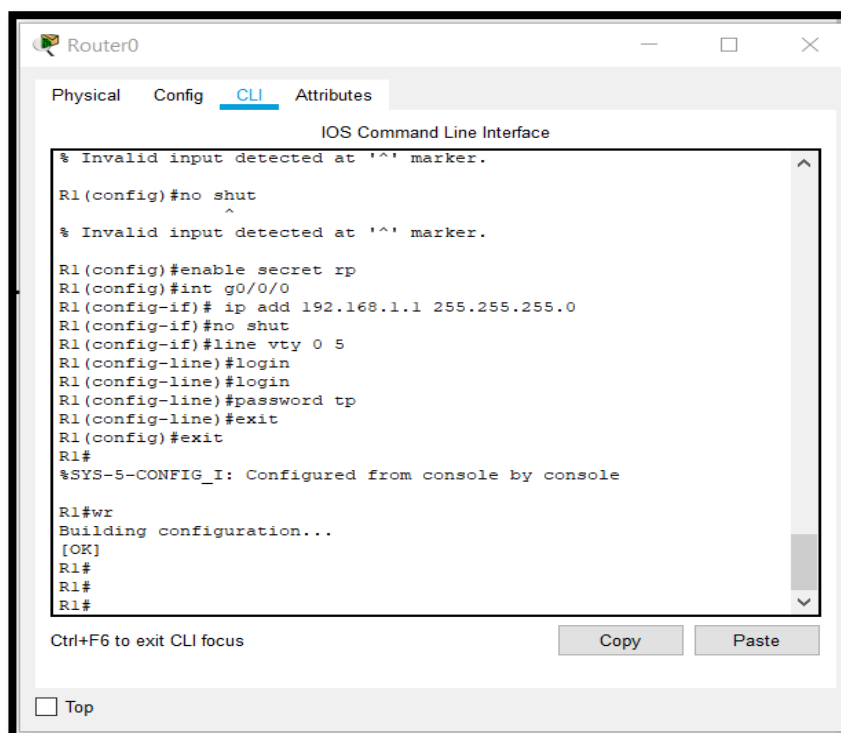 Router0
Physical Config CLI Attributes
IOS Command Line Interface
% Invalid input detected at '^' marker.
R1(config)#no shut
^
% Invalid input detected at '^' marker.
R1(config)#enable secret rp
R1(config)#int g0/0/0
R1(config-if)# ip add 192.168.1.1 255.255.255.0
R1(config-if)#no shut
R1(config-if)#line vty 0 5
R1(config-line)#login
R1(config-line)#login
R1(config-line)#password tp
R1(config-line)#exit
R1(config)#exit
R1#
%SYS-5-CONFIG_I: Configured from console by console
R1#wr
Building configuration...
[OK]
R1#
R1#
R1#
Ctrl+F6 to exit CLI focus
Copy Paste
Top